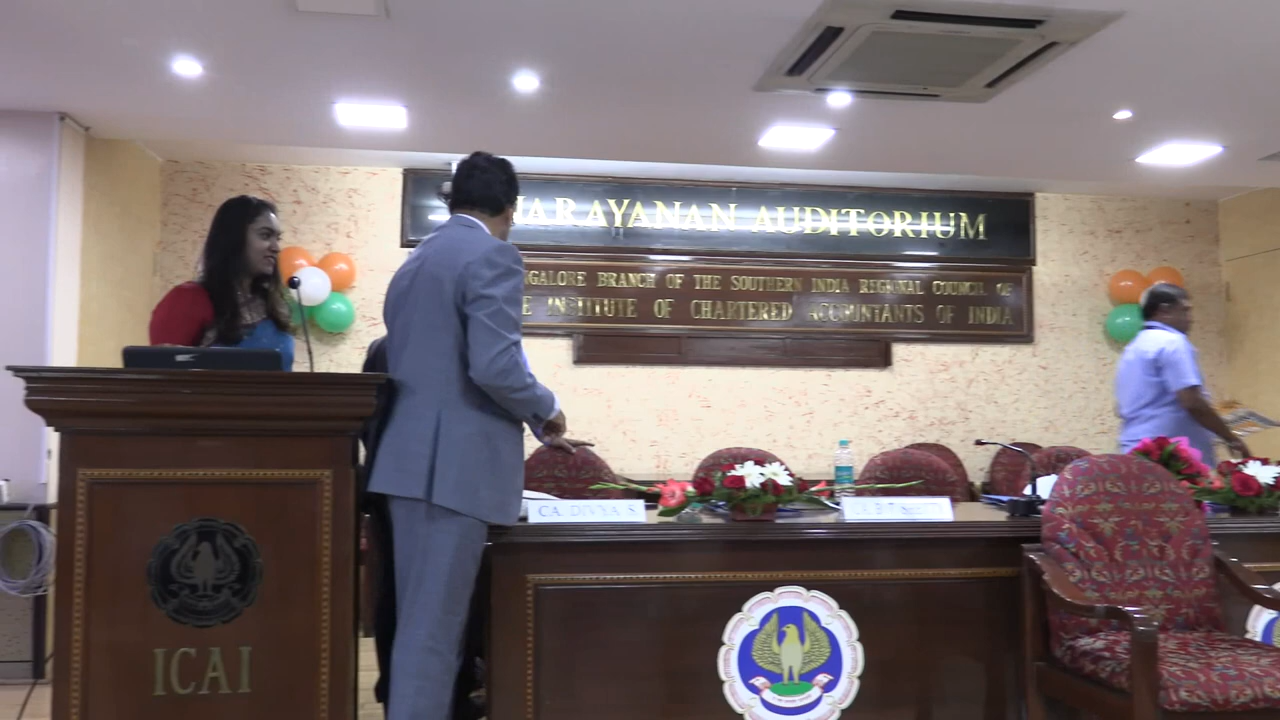 NARAYANAN AUDITORIUM
NGALORE BRANCH OF THE SOUTHERN INDIA REGIONAL COUNCIL OF
E INSTITUTE OF CHARTERED ACCOUNTANTS OF INDIA
CA. DIVYA S
ICAI